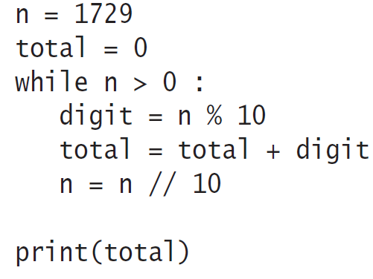 n = 1729
total = 0
while n > 0 :
   digit = n % 10
   total = total + digit
   n = n // 10

print(total)